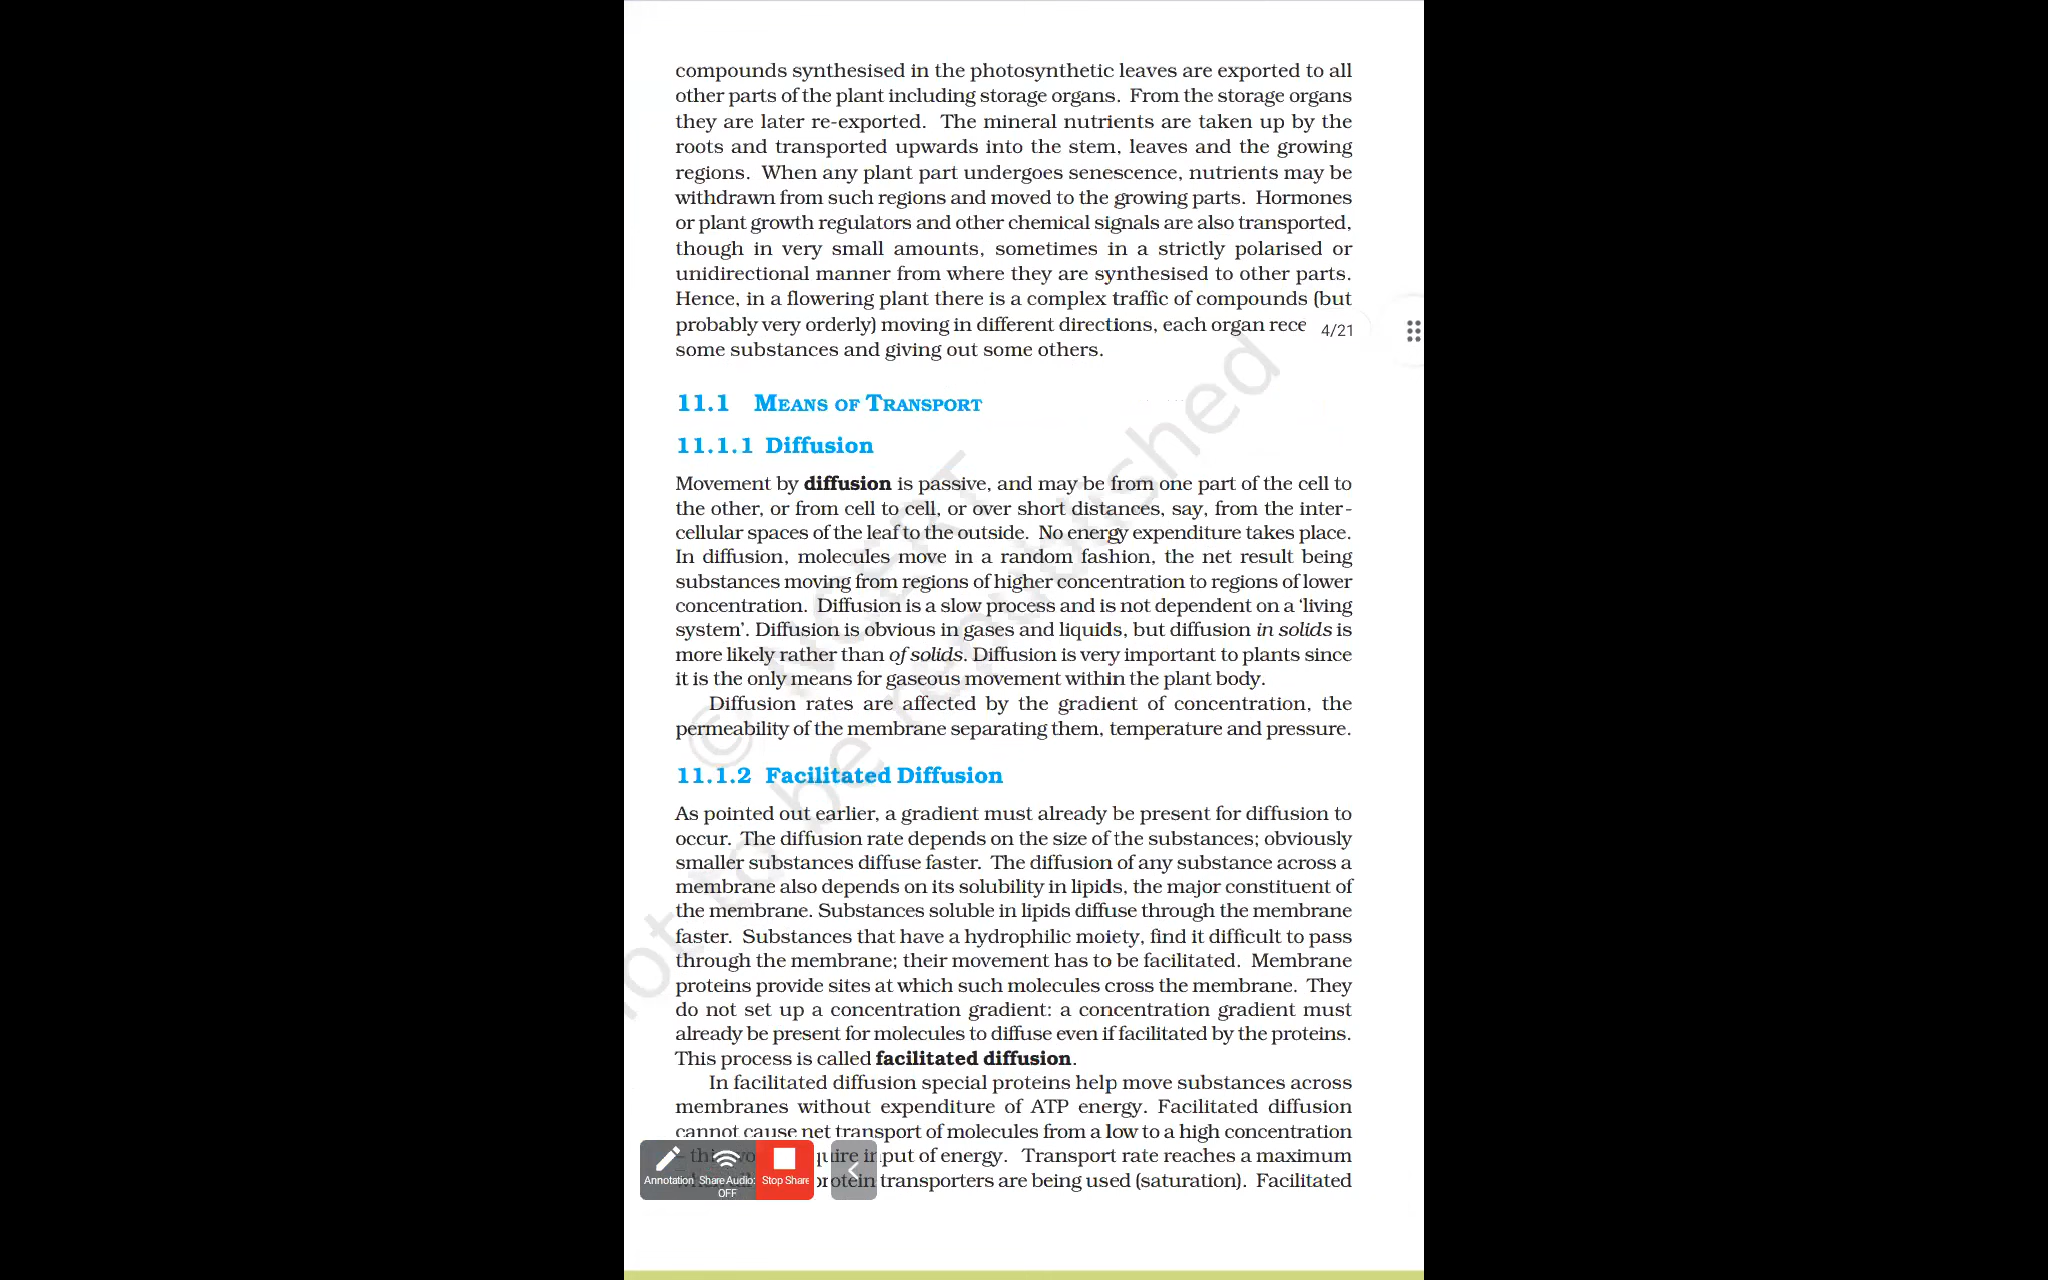 compounds synthesised in the photosynthetic leaves are exported to all
other parts of the plant including storage organs. From the storage organs
they are later re-exported. The mineral nutrients are taken up by the
roots and transported upwards into the stem, leaves and the growing
regions. When any plant part undergoes senescence, nutrients may be
withdrawn from such regions and moved to the growing parts. Hormones
or plant growth regulators and other chemical signals are also transported,
though in very small amounts, sometimes in a strictly polarised or
unidirectional manner from where they are synthesised to other parts.
Hence, in a flowering plant there is a complex traffic of compounds (but
probably very orderly) moving in different directions, each organ rece
4/21
some substances and giving out some others.
11.1 MEANS OF TRANSPORT
11.1.1 Diffusion
Movement by diffusion is passive, and may be from one part of the cell to
the other, or from cell to cell, or over short distances, say, from the inter-
cellular spaces of the leaf to the outside. No energy expenditure takes place.
In diffusion, molecules move in a random fashion, the net result being
substances moving from regions of higher concentration to regions of lower
concentration. Diffusion is a slow process and is not dependent on a ‘living
system’. Diffusion is obvious in gases and liquids, but diffusion in solids is
more likely rather than of solids. Diffusion is very important to plants since
it is the only means for gaseous movement within the plant body.
Diffusion rates are affected by the gradient of concentration, the
permeability of the membrane separating them, temperature and pressure.
11.1.2 Facilitated Diffusion
As pointed out earlier, a gradient must already be present for diffusion to
occur. The diffusion rate depends on the size of the substances; obviously
smaller substances diffuse faster. The diffusion of any substance across a
membrane also depends on its solubility in lipids, the major constituent of
the membrane. Substances soluble in lipids diffuse through the membrane
faster. Substances that have a hydrophilic moiety, find it difficult to pass
through the membrane; their movement has to be facilitated. Membrane
proteins provide sites at which such molecules cross the membrane. They
do not set up a concentration gradient: a concentration gradient must
already be present for molecules to diffuse even if facilitated by the proteins.
This process is called facilitated diffusion.
In facilitated diffusion special proteins help move substances across
membranes without expenditure of ATP energy. Facilitated diffusion
cannot cause net transport of molecules from a low to a high concentration
input of energy. Transport rate reaches a maximum
protein transporters are being used (saturation). Facilitated
Annotation
Share Audio: OFF
Stop Share
© NCERT
not to be republished